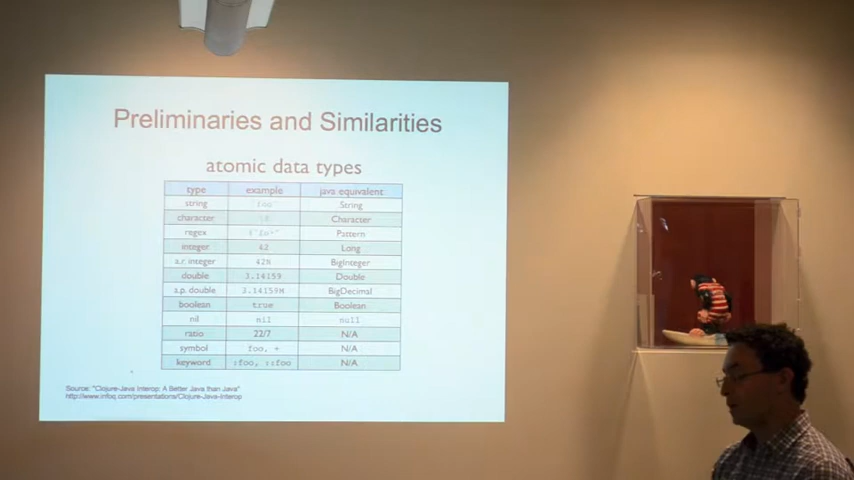 Preliminaries and Similarities
atomic data types
type example java equivalent
string "foo" String
character Character
regex Pattern
integer 42 Long
a.r. integer 42N BigInteger
double 3.14159 Double
a.p. double 3.14159M BigDecimal
boolean true Boolean
nil nil null
ratio 22/7 N/A
symbol foo, + N/A
keyword :foo, ::foo N/A
Source: "Clojure-Java Interop: A Better Java than Java"
http://www.infoq.com/presentations/Clojure-Java-Interop